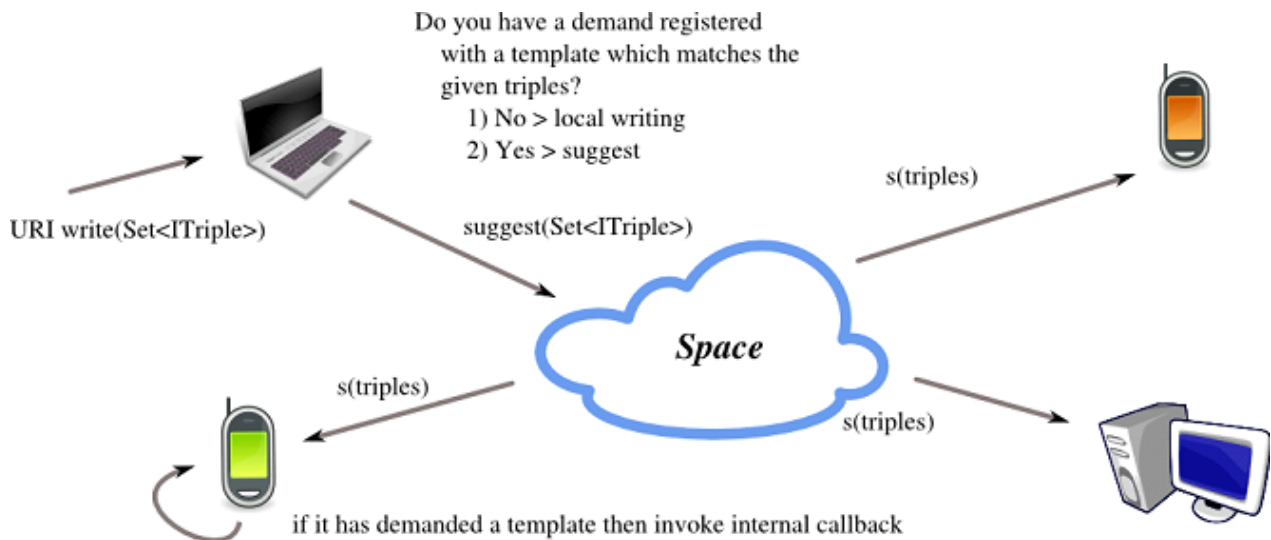 Do you have a demand registered
with a template which matches the
given triples?
1) No > local writing
2) Yes > suggest
s(triples)
URI write(Set<ITriple>)
suggest(Set<ITriple>)
Space
s(triples)
s(triples)
if it has demanded a template then invoke internal callback